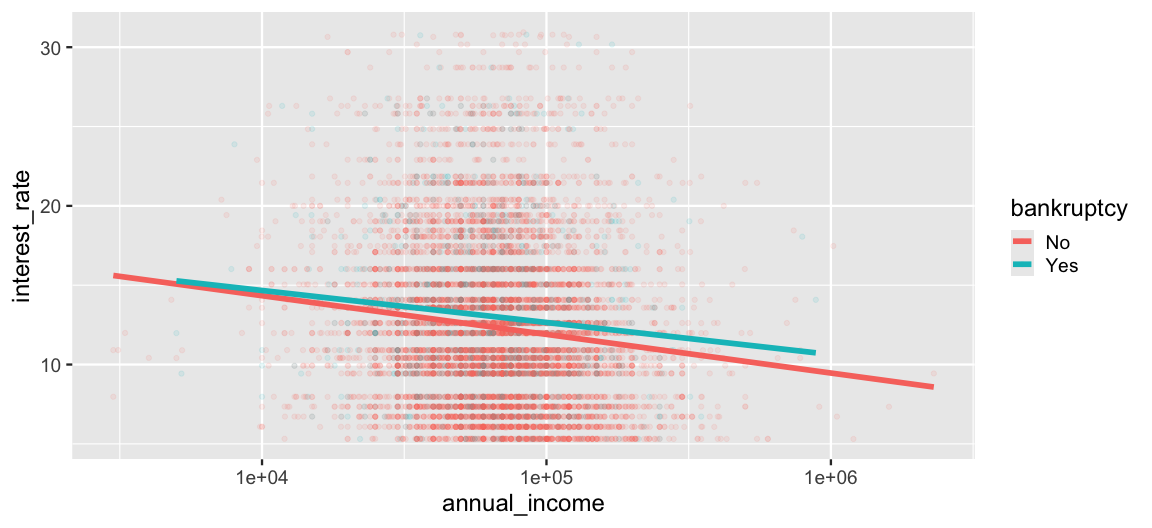 30
20
10
interest_rate
1e+04
1e+05
1e+06
annual_income
bankruptcy
No
Yes